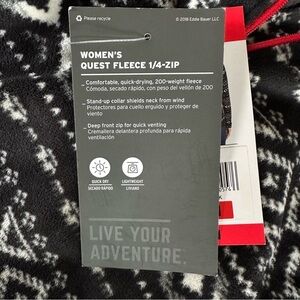 Please recycle
© 2018 Eddie Bauer LLC
WOMEN'S
QUEST FLEECE 1/4-ZIP
Comfortable, quick-drying, 200-weight fleece
Cómoda, secado rápido, con peso del vellón de 200
Stand-up collar shields neck from wind
Protectores para cuello erguido y proteger de
viento
Deep front zip for quick venting
Cremallera delantera profunda para rápida
ventilación
QUICK DRY
SECADO RÁPIDO
LIGHTWEIGHT
LIVIANO
LIVE YOUR
ADVENTURE.